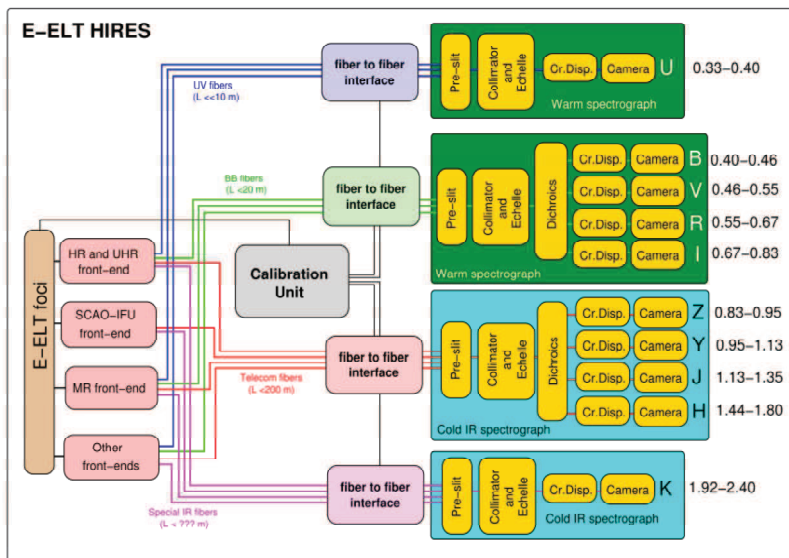 E-ELT HIRES
UV fibers
(L <<10 m)
fiber to fiber
interface
Pre-slit
Collimator
and
Echelle
Cr.Disp.
Camera
U
0.33-0.40
Warm spectrograph
BB fibers
(L <20 m)
fiber to fiber
interface
Pre-slit
Collimator
and
Echelle
Dichroics
Cr.Disp.
Camera
B
0.40-0.46
Cr.Disp.
Camera
V
0.46-0.55
Cr.Disp.
Camera
R
0.55-0.67
Cr.Disp.
Camera
I
0.67-0.83
Warm spectrograph
E-ELT foci
HR and UHR
front-end
SCAO-IFU
front-end
MR front-end
Other
front-ends
Calibration
Unit
fiber to fiber
interface
Telecom fibers
(L <200 m)
Pre-slit
Collimator
and
Echelle
Dichroics
Cr.Disp.
Camera
Z
0.83-0.95
Cr.Disp.
Camera
Y
0.95-1.13
Cr.Disp.
Camera
J
1.13-1.35
Cr.Disp.
Camera
H
1.44-1.80
Cold IR spectrograph
Special IR fibers
(L < ??? m)
fiber to fiber
interface
Pre-slit
Collimator
and
Echelle
Cr.Disp.
Camera
K
1.92-2.40
Cold IR spectrograph